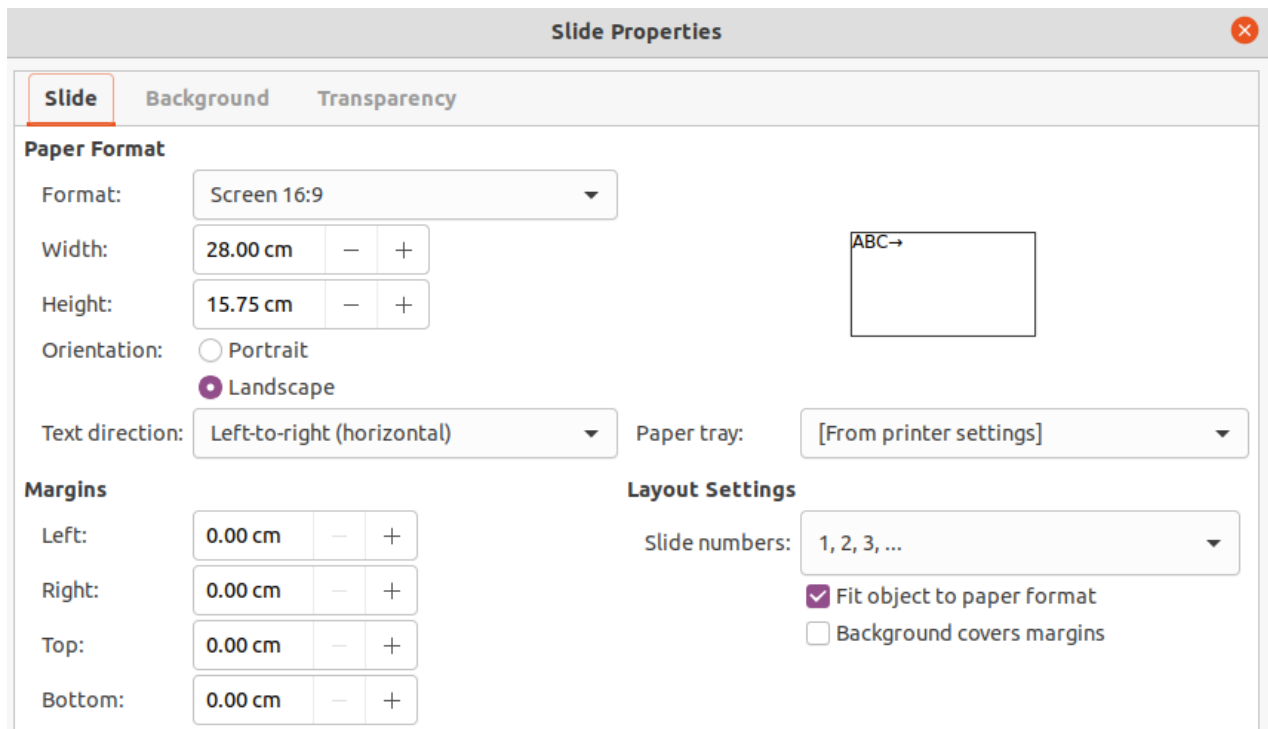 Slide Properties
Slide Background Transparency
Paper Format
Format: Screen 16:9
Width: 28.00 cm
ABC→
Height: 15.75 cm
Orientation: Portrait
Landscape
Text direction: Left-to-right (horizontal) Paper tray: [From printer settings]
Margins Layout Settings
Left: 0.00 cm Slide numbers: 1, 2, 3, ...
Right: 0.00 cm Fit object to paper format
Top: 0.00 cm Background covers margins
Bottom: 0.00 cm